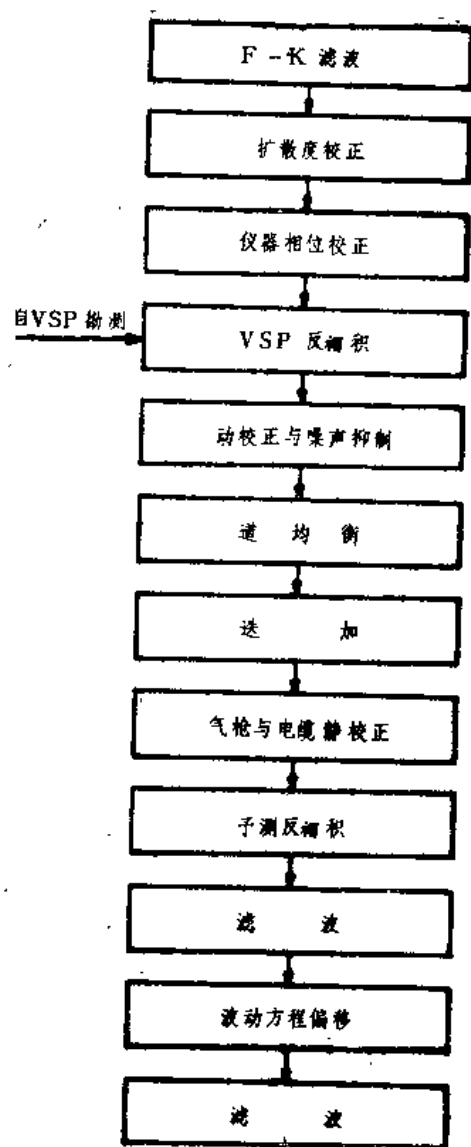 F-K 滤波
扩散度校正
仪器相位校正
自VSP 勘测
VSP 反褶积
动校正与噪声抑制
道 均 衡
迭 加
气枪与电缆静校正
予测反褶积
滤 波
波动方程偏移
滤 波